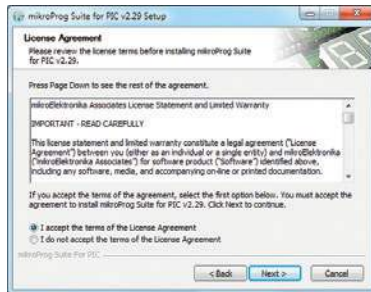 mikroProg Suite for PIC v2.29 Setup
License Agreement
Please review the license terms before installing mikroProg Suite
for PIC v2.29.
Press Page Down to see the rest of the agreement.
mikroElektronika Associates License Statement and Limited Warranty
IMPORTANT - READ CAREFULLY
This license statement and limited warranty constitute a legal agreement ("License
Agreement") between you (either as an individual or a single entity) and mikroElektronika
("mikroElektronika Associates") for software product ("Software") identified above,
including any software, media, and accompanying on-line or printed documentation.
If you accept the terms of the agreement, select the first option below. You must accept the
agreement to install mikroProg Suite for PIC v2.29. Click Next to continue.
I accept the terms of the License Agreement
I do not accept the terms of the License Agreement
mikroProg Suite For PIC
< Back Next > Cancel